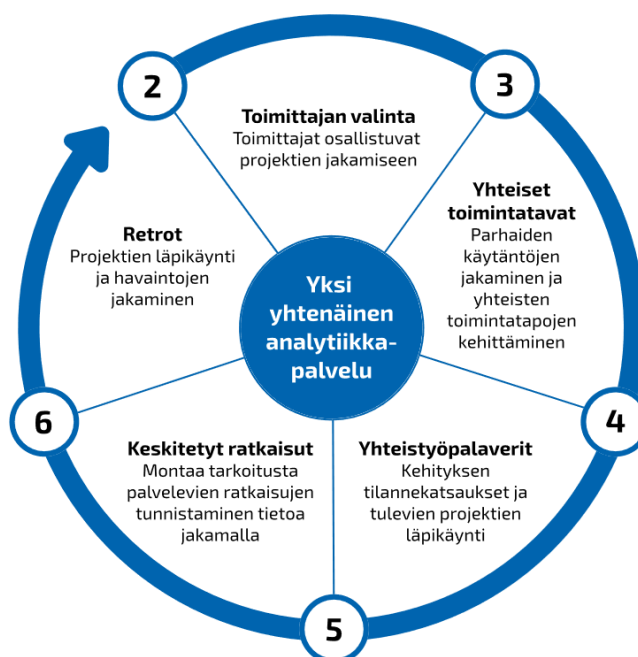 2
Toimittajan valinta
Toimittajat osallistuvat
projektien jakamiseen
3
Yhteiset
toimintatavat
Parhaiden
käytäntöjen
jakaminen ja
yhteisten
toimintatapojen
kehittäminen
4
Yhteistyöpalaverit
Kehityksen
tilannekatsaukset ja
tulevien projektien
läpikäynti
5
Keskitetyt ratkaisut
Montaa tarkoitusta
palvelevien ratkaisujen
tunnistaminen tietoa
jakamalla
6
Retrot
Projektien läpikäynti
ja havaintojen
jakaminen
Yksi
yhtenäinen
analytiikka-
palvelu